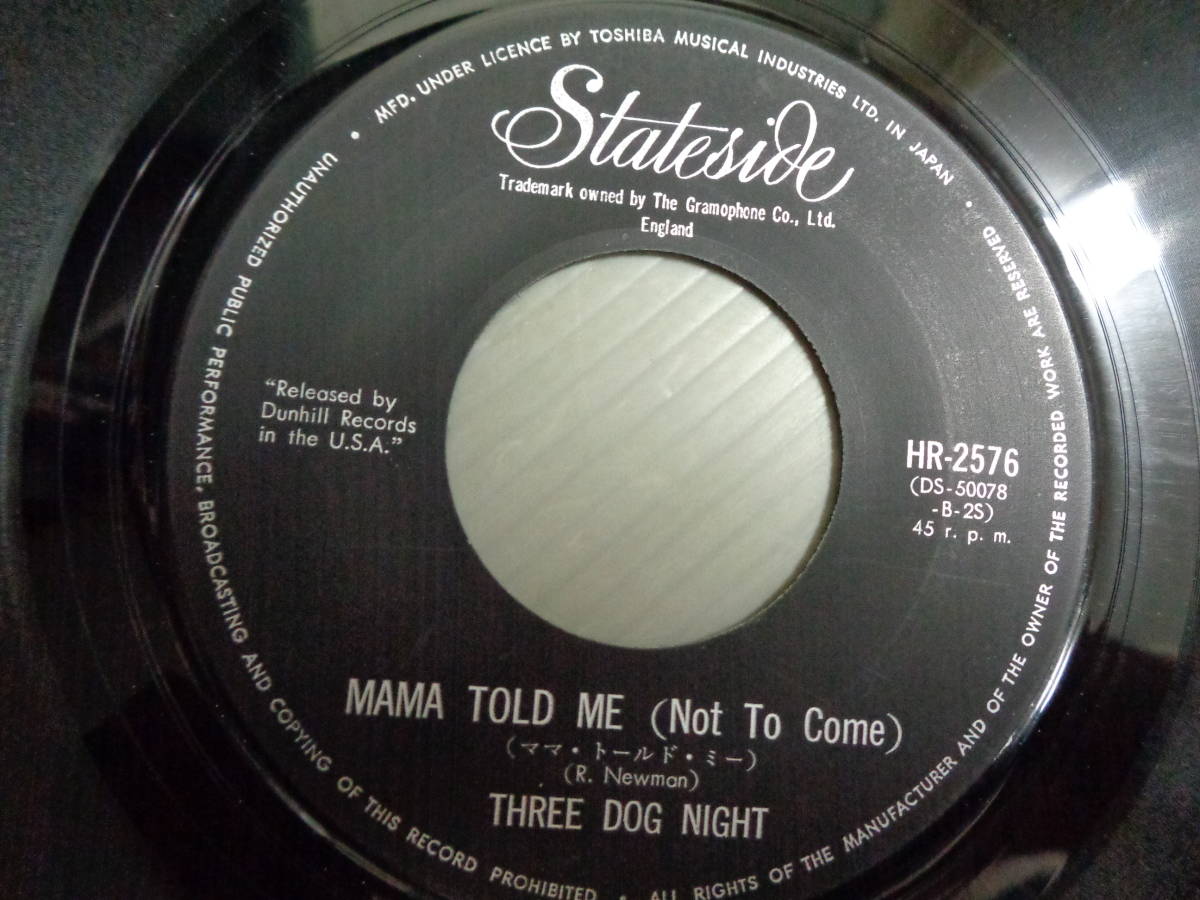 MFD. UNDER LICENCE BY TOSHIBA MUSICAL INDUSTRIES LTD. IN JAPAN •
Stateside
Trademark owned by The Gramophone Co., Ltd.
England
"Released by
Dunhill Records
in the U.S.A."
HR-2576
(DS-50078
-B-2S)
45 r. p. m.
MAMA TOLD ME (Not To Come)
(ママ・トールド・ミー)
(R. Newman)
THREE DOG NIGHT
ALL RIGHTS OF THE MANUFACTURER AND OF THE OWNER OF THE RECORDED WORK ARE RESERVED
• UNAUTHORIZED PUBLIC PERFORMANCE, BROADCASTING AND COPYING OF THIS RECORD PROHIBITED •